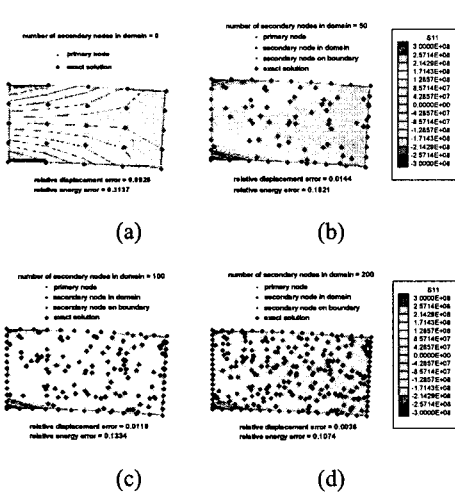 number of secondary nodes in domain = 0
primary node
exact solution
relative energy error = 0.3137
(a)
number of secondary nodes in domain = 50
primary node
secondary node in domain
secondary node on boundary
exact solution
relative displacement error = 0.0144
relative energy error = 0.1821
(b)
S11
3.0000E+08
2.5714E+08
2.1429E+08
1.7143E+08
1.2857E+08
8.5714E+07
4.2857E+07
0.0000E+00
-4.2857E+07
-8.5714E+07
-1.2857E+08
-1.7143E+08
-2.1429E+08
-2.5714E+08
-3.0000E+08
number of secondary nodes in domain = 100
primary node
secondary node in domain
secondary node on boundary
exact solution
relative displacement error = 0.0118
relative energy error = 0.1334
(c)
number of secondary nodes in domain = 200
primary node
secondary node in domain
secondary node on boundary
exact solution
relative displacement error =
relative energy error = 0.1074
(d)
S11
3.0000E+08
2.5714E+08
2.1429E+08
1.7143E+08
1.2857E+08
8.5714E+07
4.2857E+07
0.0000E+00
-4.2857E+07
-8.5714E+07
-1.2857E+08
-1.7143E+08
-2.1429E+08
-2.5714E+08
-3.0000E+08